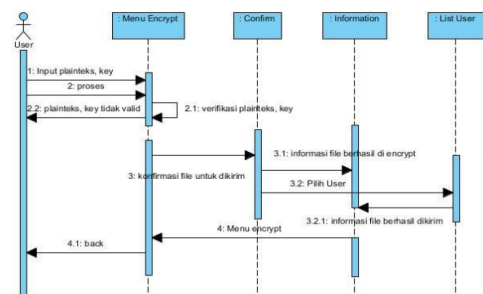 : Menu Encrypt
: Confirm
: Information
: List User
User
1: Input plainteks, key
2: proses
2.2: plainteks, key tidak valid
2.1: verifikasi plainteks, key
3.1: informasi file berhasil di encrypt
3: konfirmasi file untuk dikirim
3.2: Pilih User
3.2.1: informasi file berhasil dikirim
4: Menu encrypt
4.1: back